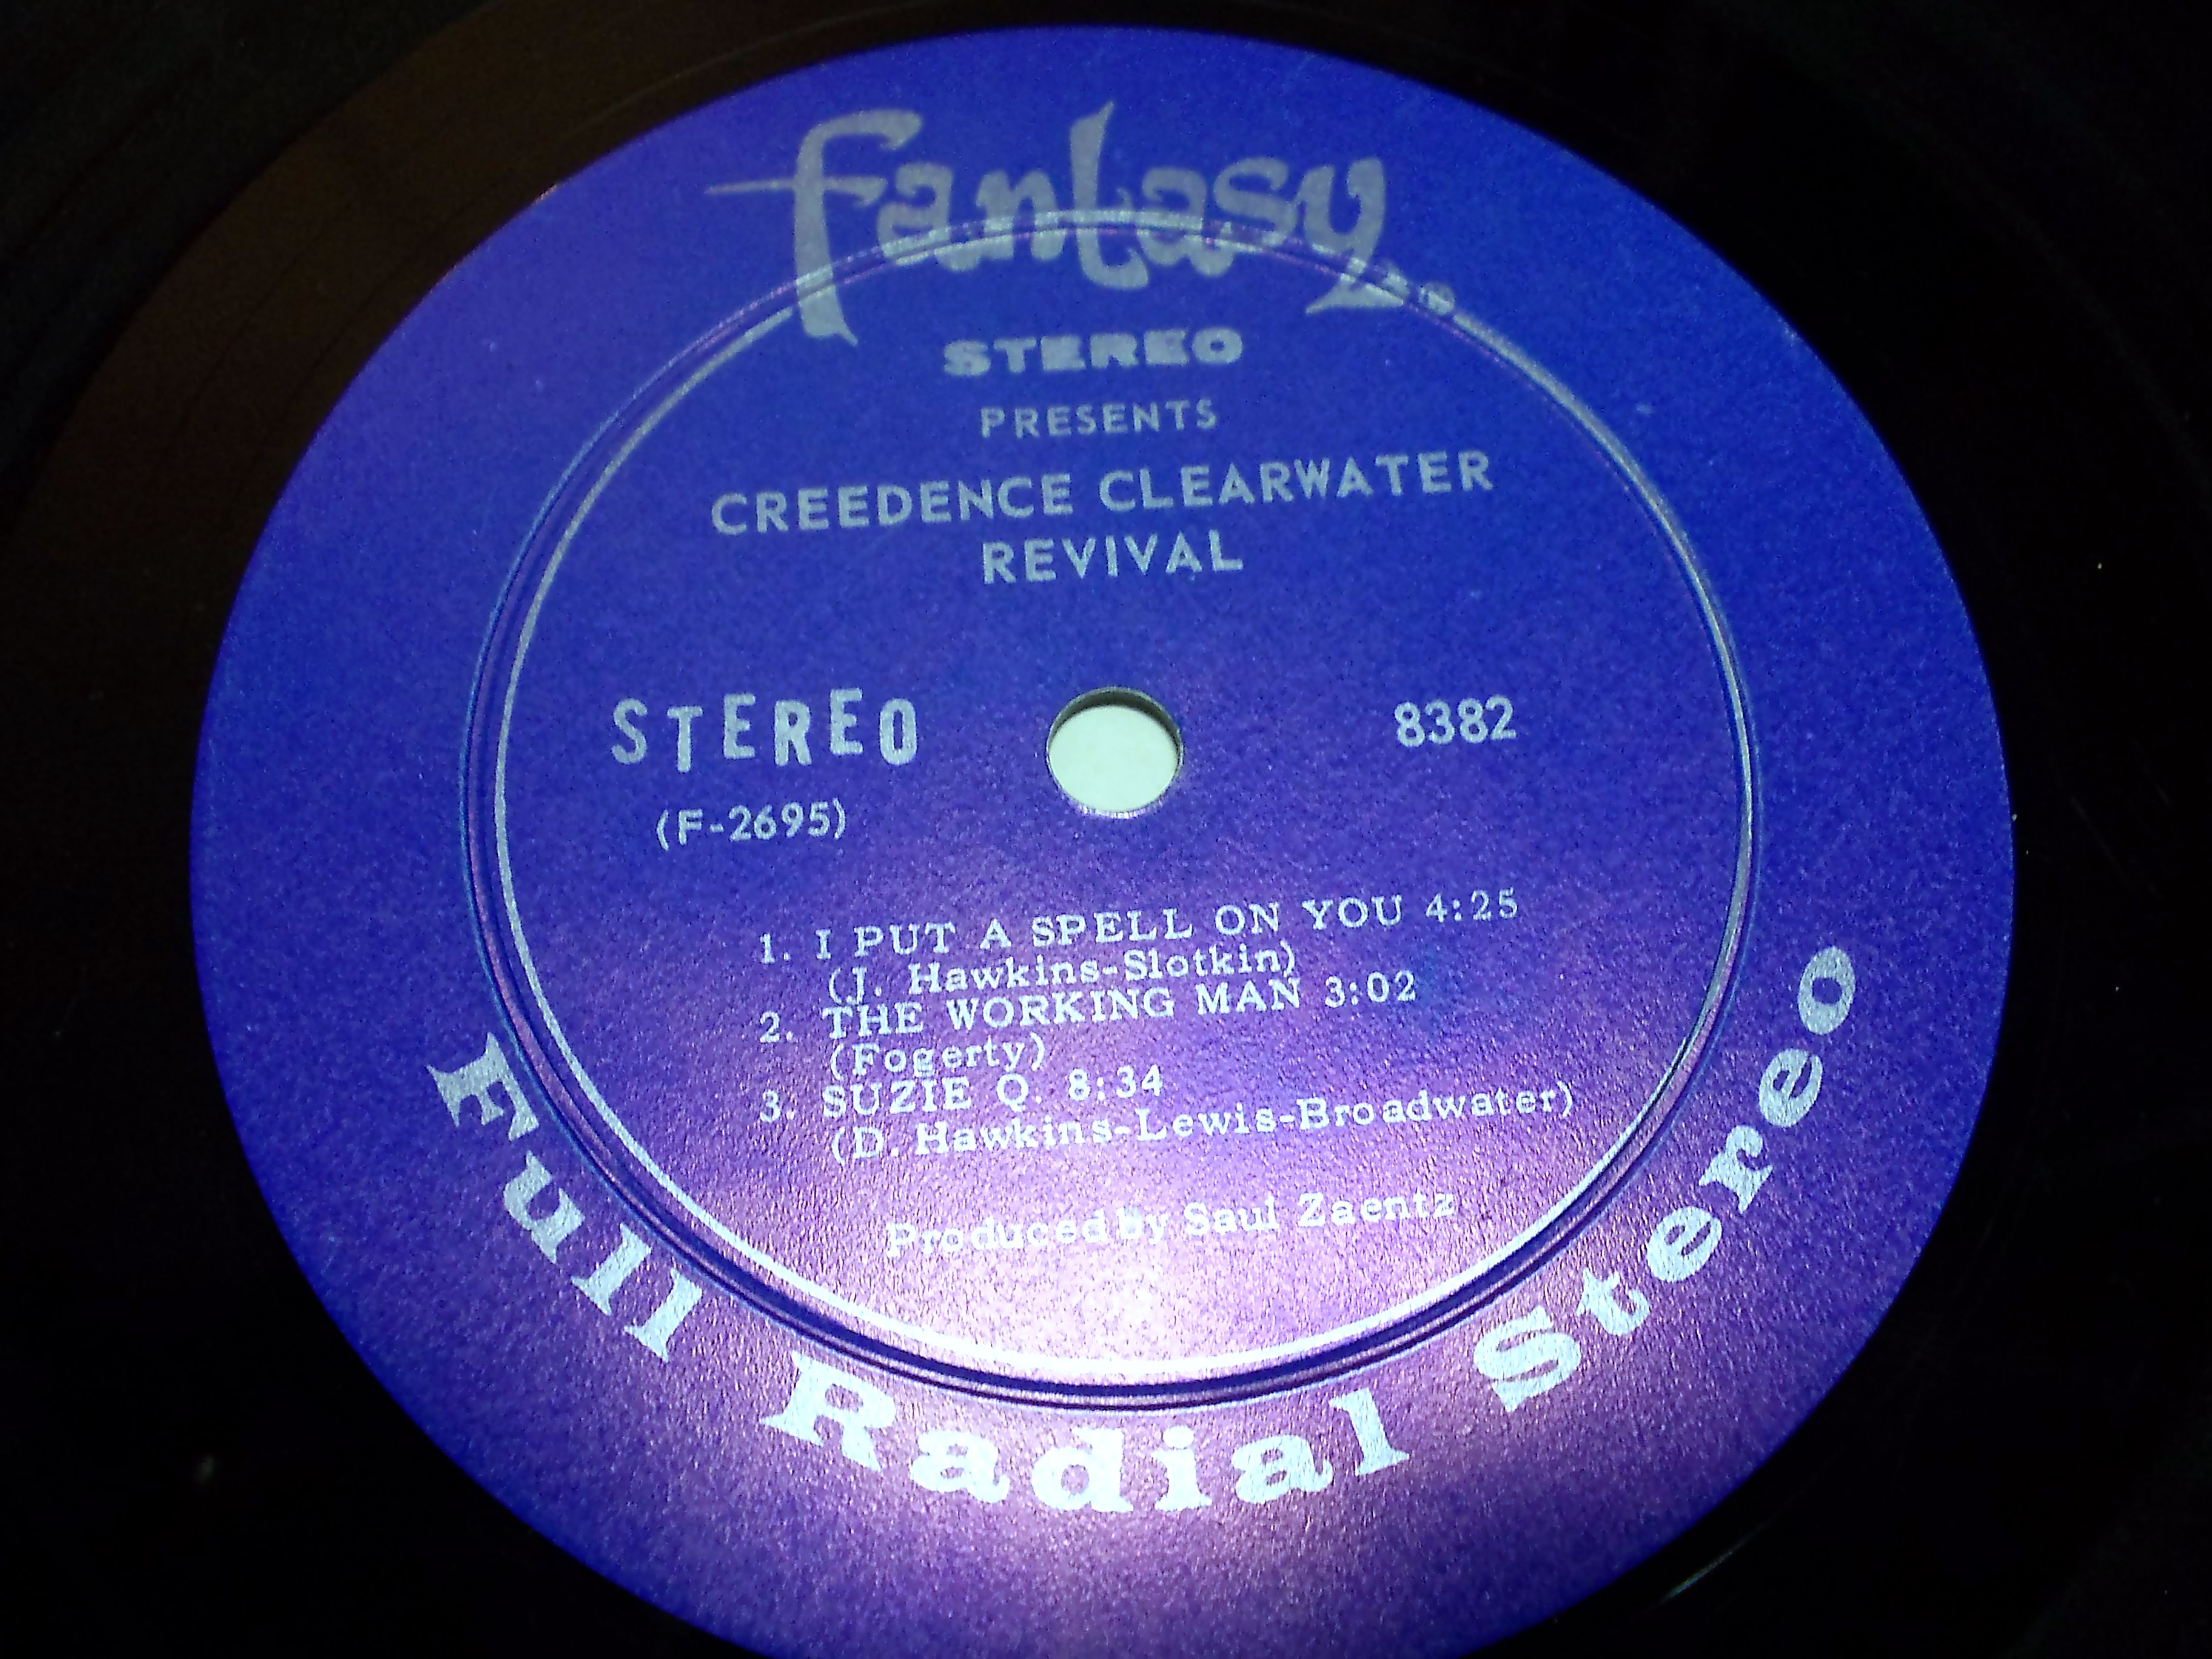 Fantasy
STEREO
PRESENTS
CREEDENCE CLEARWATER
REVIVAL
STEREO
8382
(F-2695)
1. I PUT A SPELL ON YOU 4:25
(J. Hawkins-Slotkin)
2. THE WORKING MAN 3:02
(Fogerty)
3. SUZIE Q. 8:34
(D. Hawkins-Lewis-Broadwater)
Produced by Saul Zaentz
Full Radial Stereo